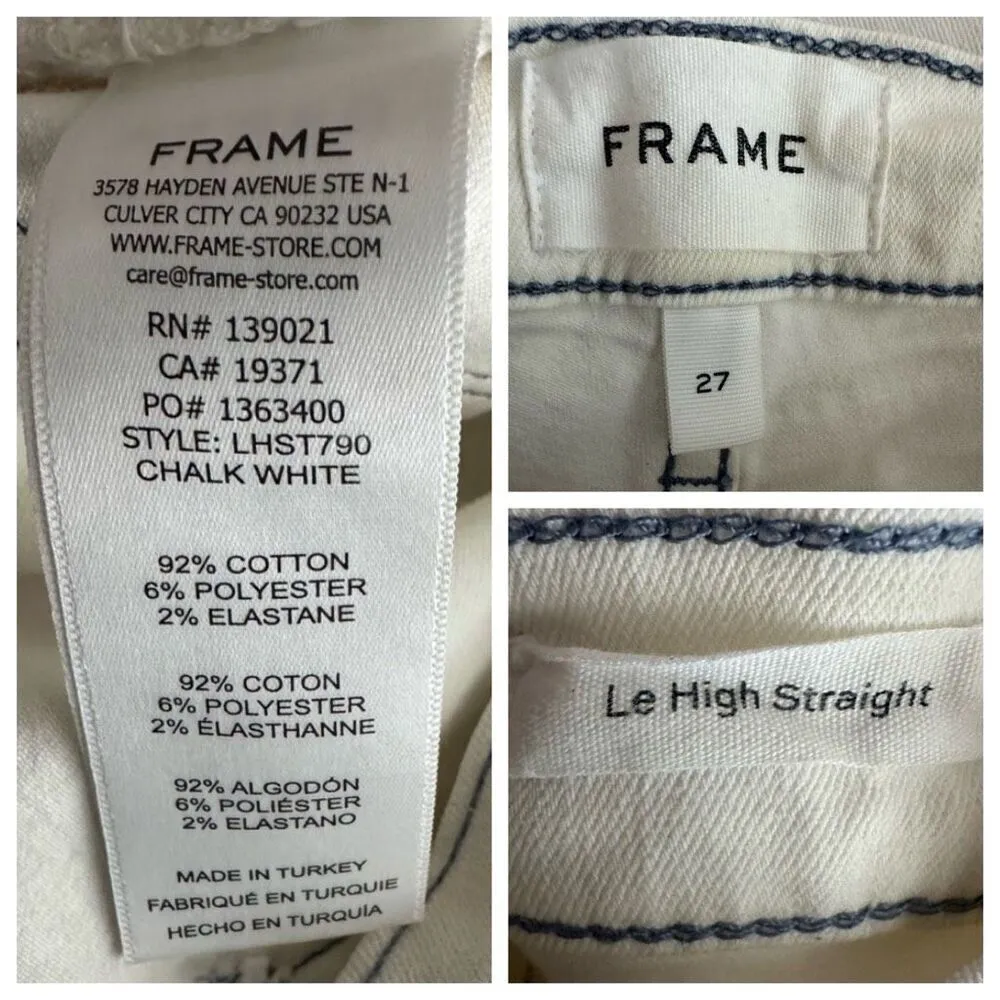 FRAME
3578 HAYDEN AVENUE STE N-1
CULVER CITY CA 90232 USA
WWW.FRAME-STORE.COM
care@frame-store.com
RN# 139021
CA# 19371
PO# 1363400
STYLE: LHST790
CHALK WHITE
92% COTTON
6% POLYESTER
2% ELASTANE
92% COTON
6% POLYESTER
2% ÉLASTHANNE
92% ALGODÓN
6% POLIÉSTER
2% ELASTANO
MADE IN TURKEY
FABRIQUÉ EN TURQUIE
HECHO EN TURQUÍA
FRAME
27
Le High Straight